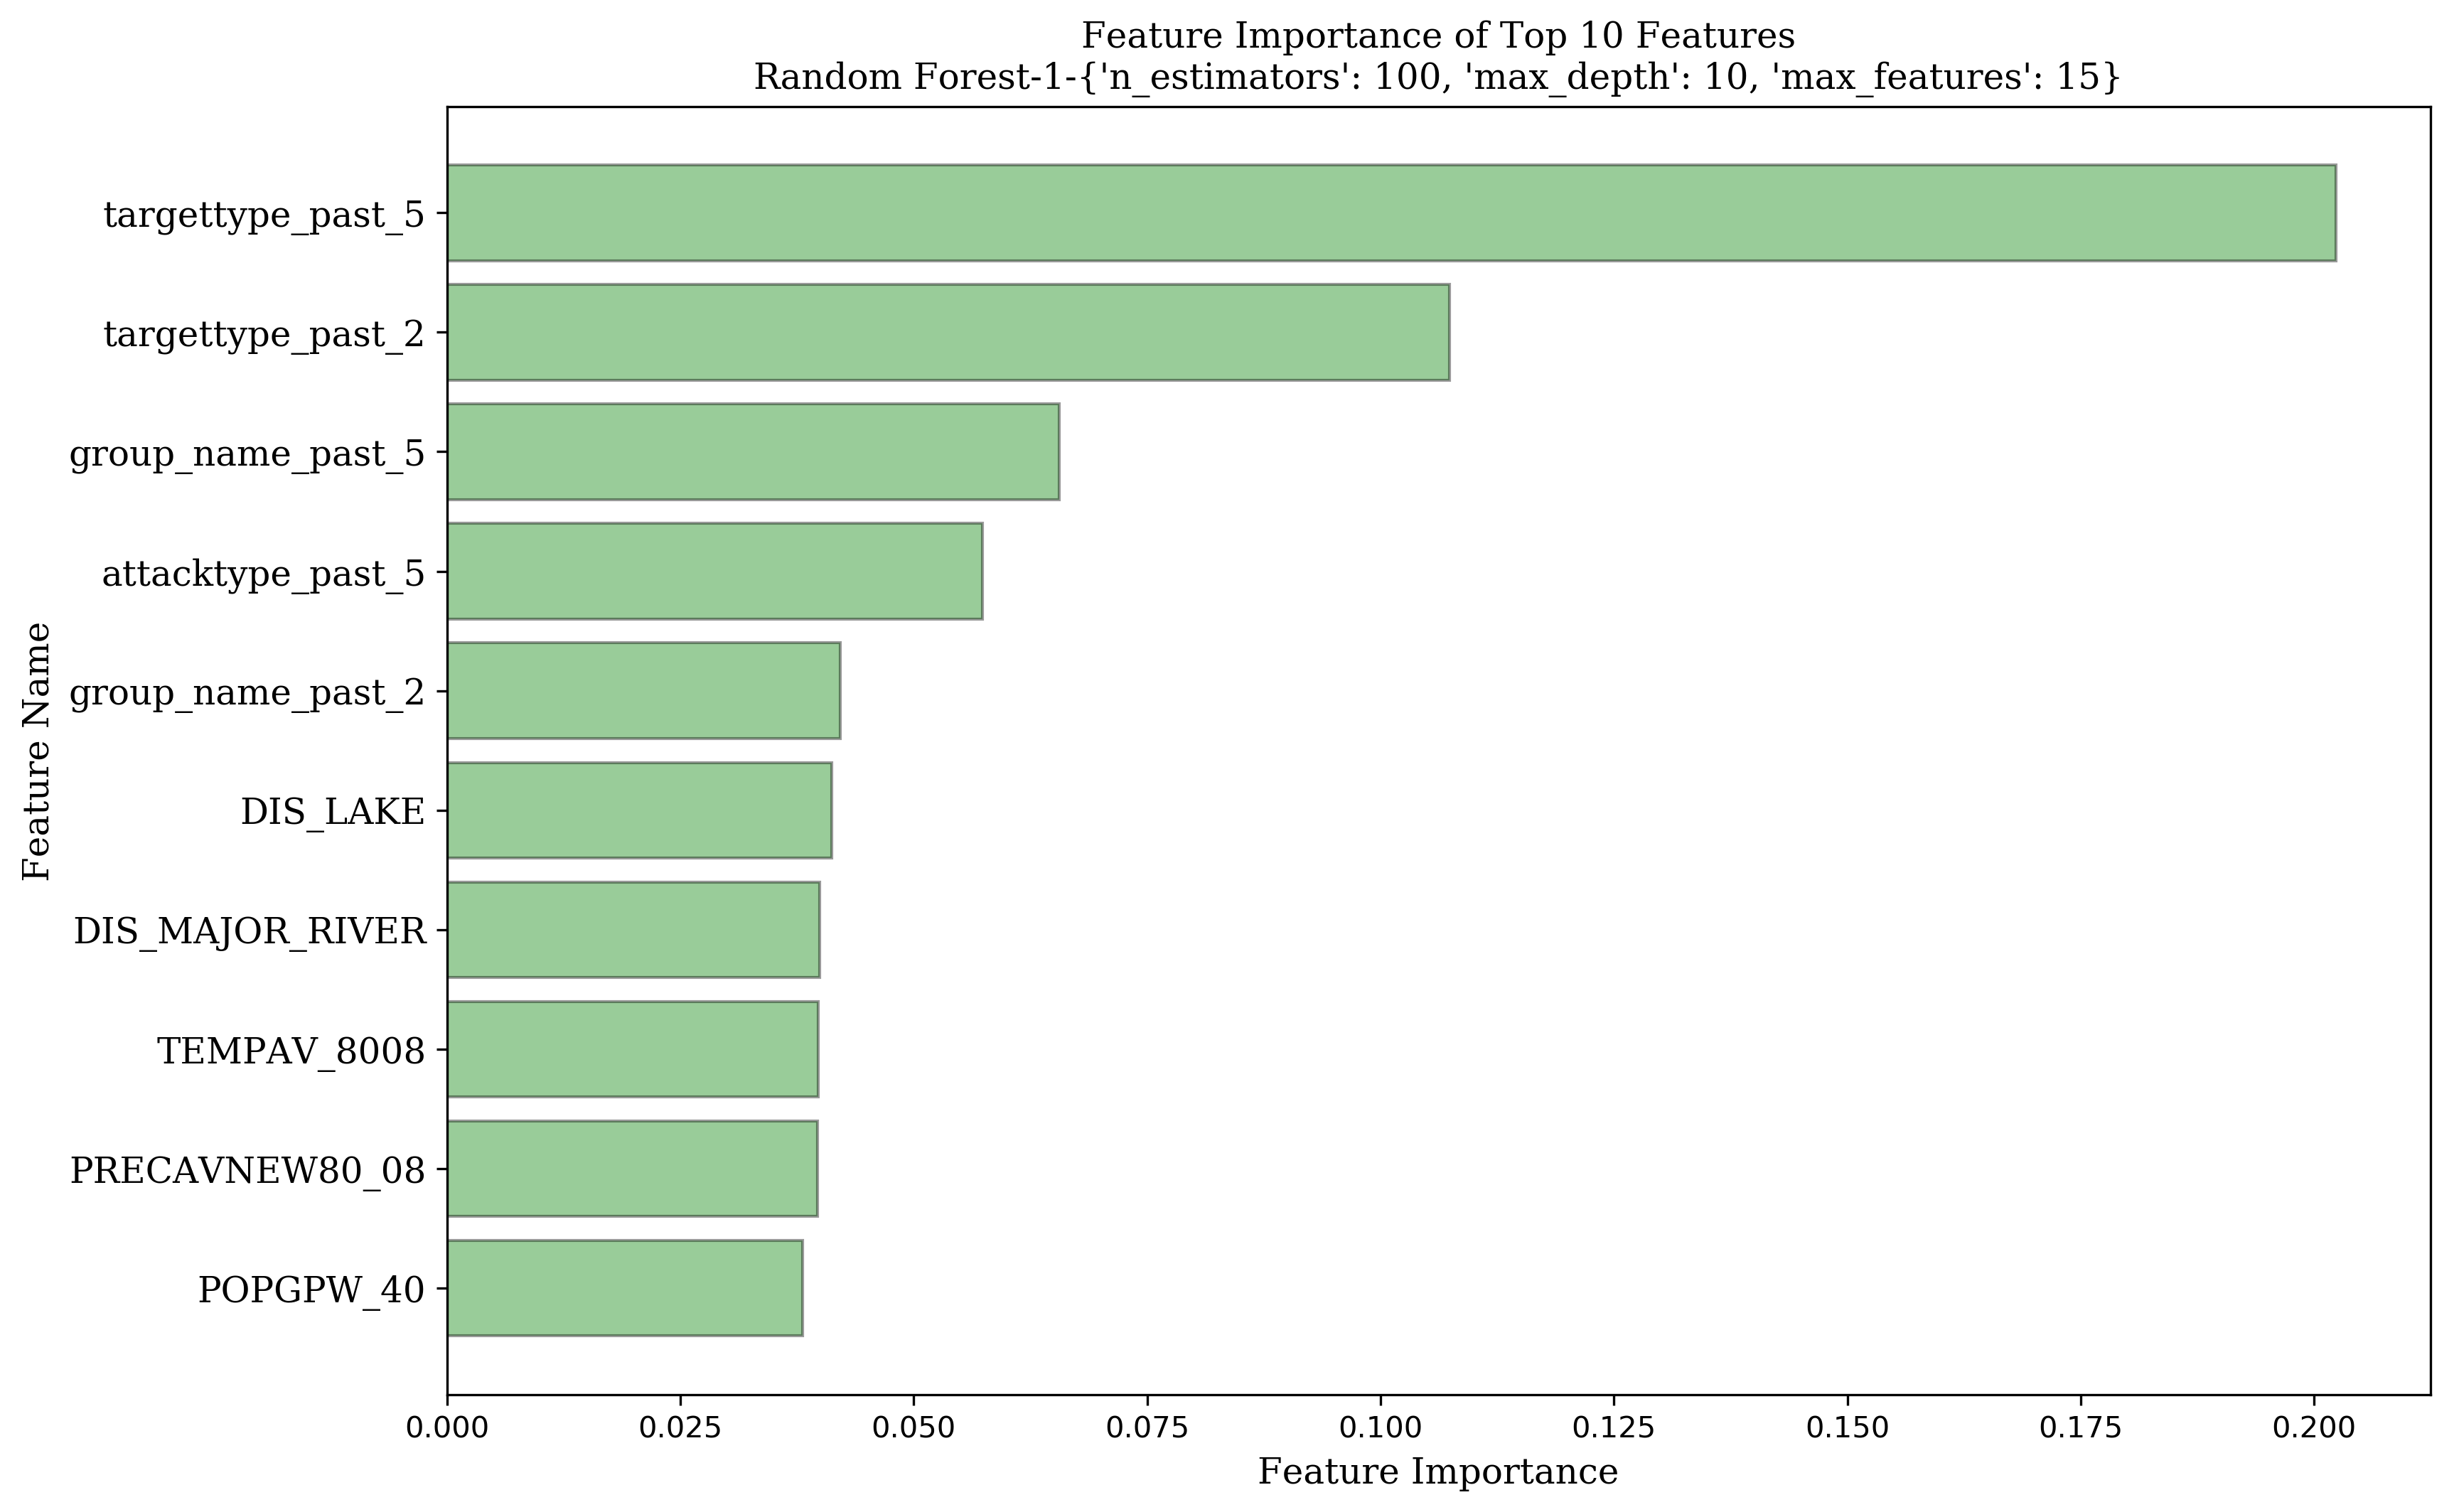 Feature Importance of Top 10 Features
Random Forest-1-{'n_estimators': 100, 'max_depth': 10, 'max_features': 15}
Feature Name
targettype_past_5
targettype_past_2
group_name_past_5
attacktype_past_5
group_name_past_2
DIS_LAKE
DIS_MAJOR_RIVER
TEMPAV_8008
PRECAVNEW80_08
POPGPW_40
0.000 0.025 0.050 0.075 0.100 0.125 0.150 0.175 0.200
Feature Importance